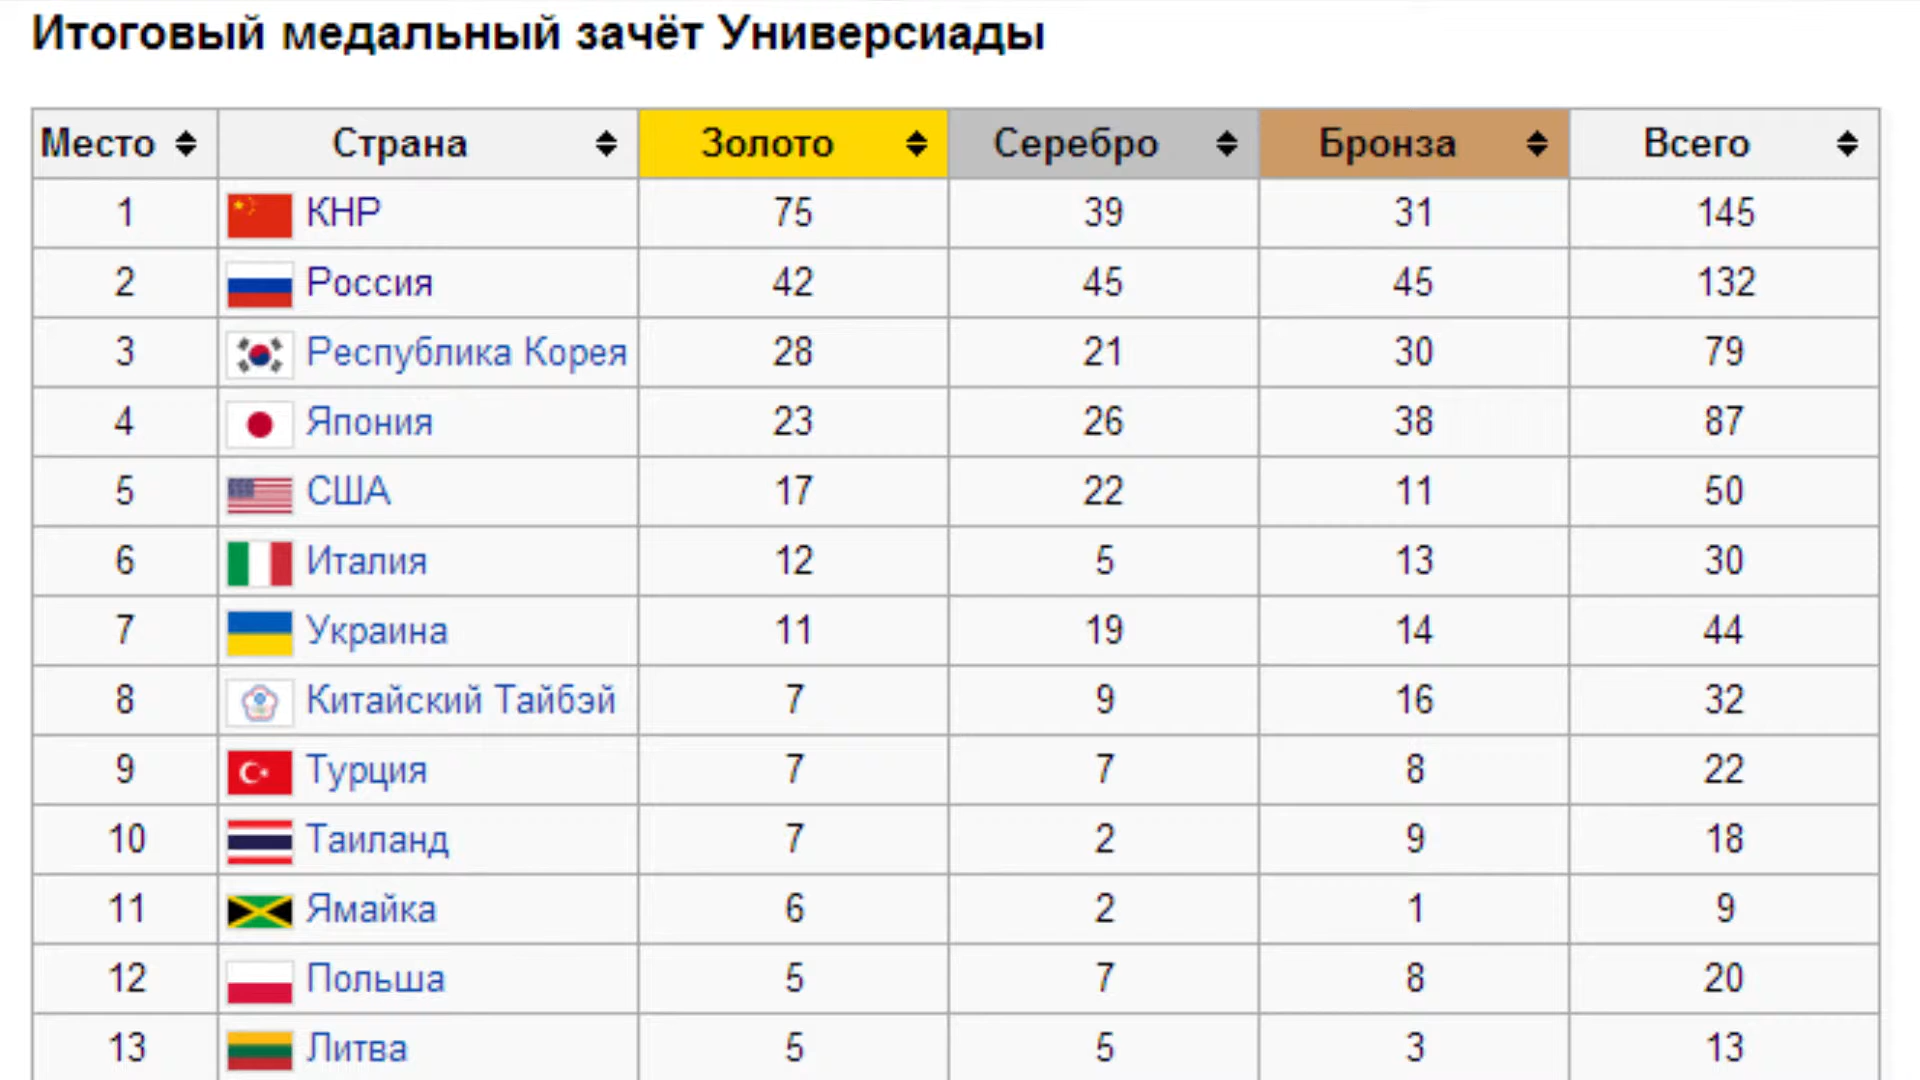 Итоговый медальный зачёт Универсиады
Место Страна Золото Серебро Бронза Всего
1 КНР 75 39 31 145
2 Россия 42 45 45 132
3 Республика Корея 28 21 30 79
4 Япония 23 26 38 87
5 США 17 22 11 50
6 Италия 12 5 13 30
7 Украина 11 19 14 44
8 Китайский Тайбэй 7 9 16 32
9 Турция 7 7 8 22
10 Таиланд 7 2 9 18
11 Ямайка 6 2 1 9
12 Польша 5 7 8 20
13 Литва 5 5 3 13